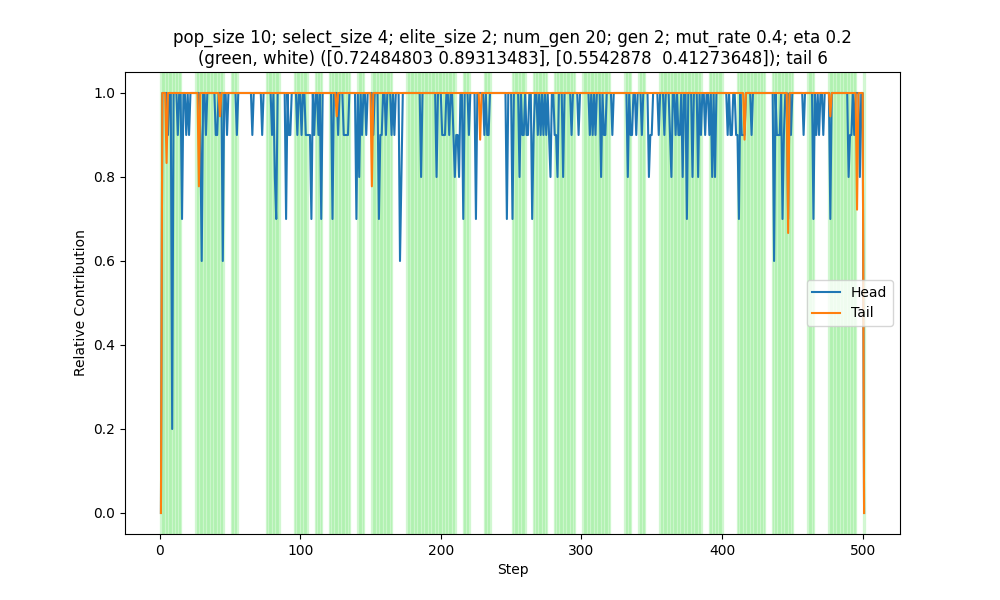 pop_size 10; select_size 4; elite_size 2; num_gen 20; gen 2; mut_rate 0.4; eta 0.2
(green, white) ([0.72484803 0.89313483], [0.5542878  0.41273648]); tail 6
1.0
0.8
0.6
0.4
0.2
0.0
Relative Contribution
Head
Tail
0
100
200
300
400
500
Step